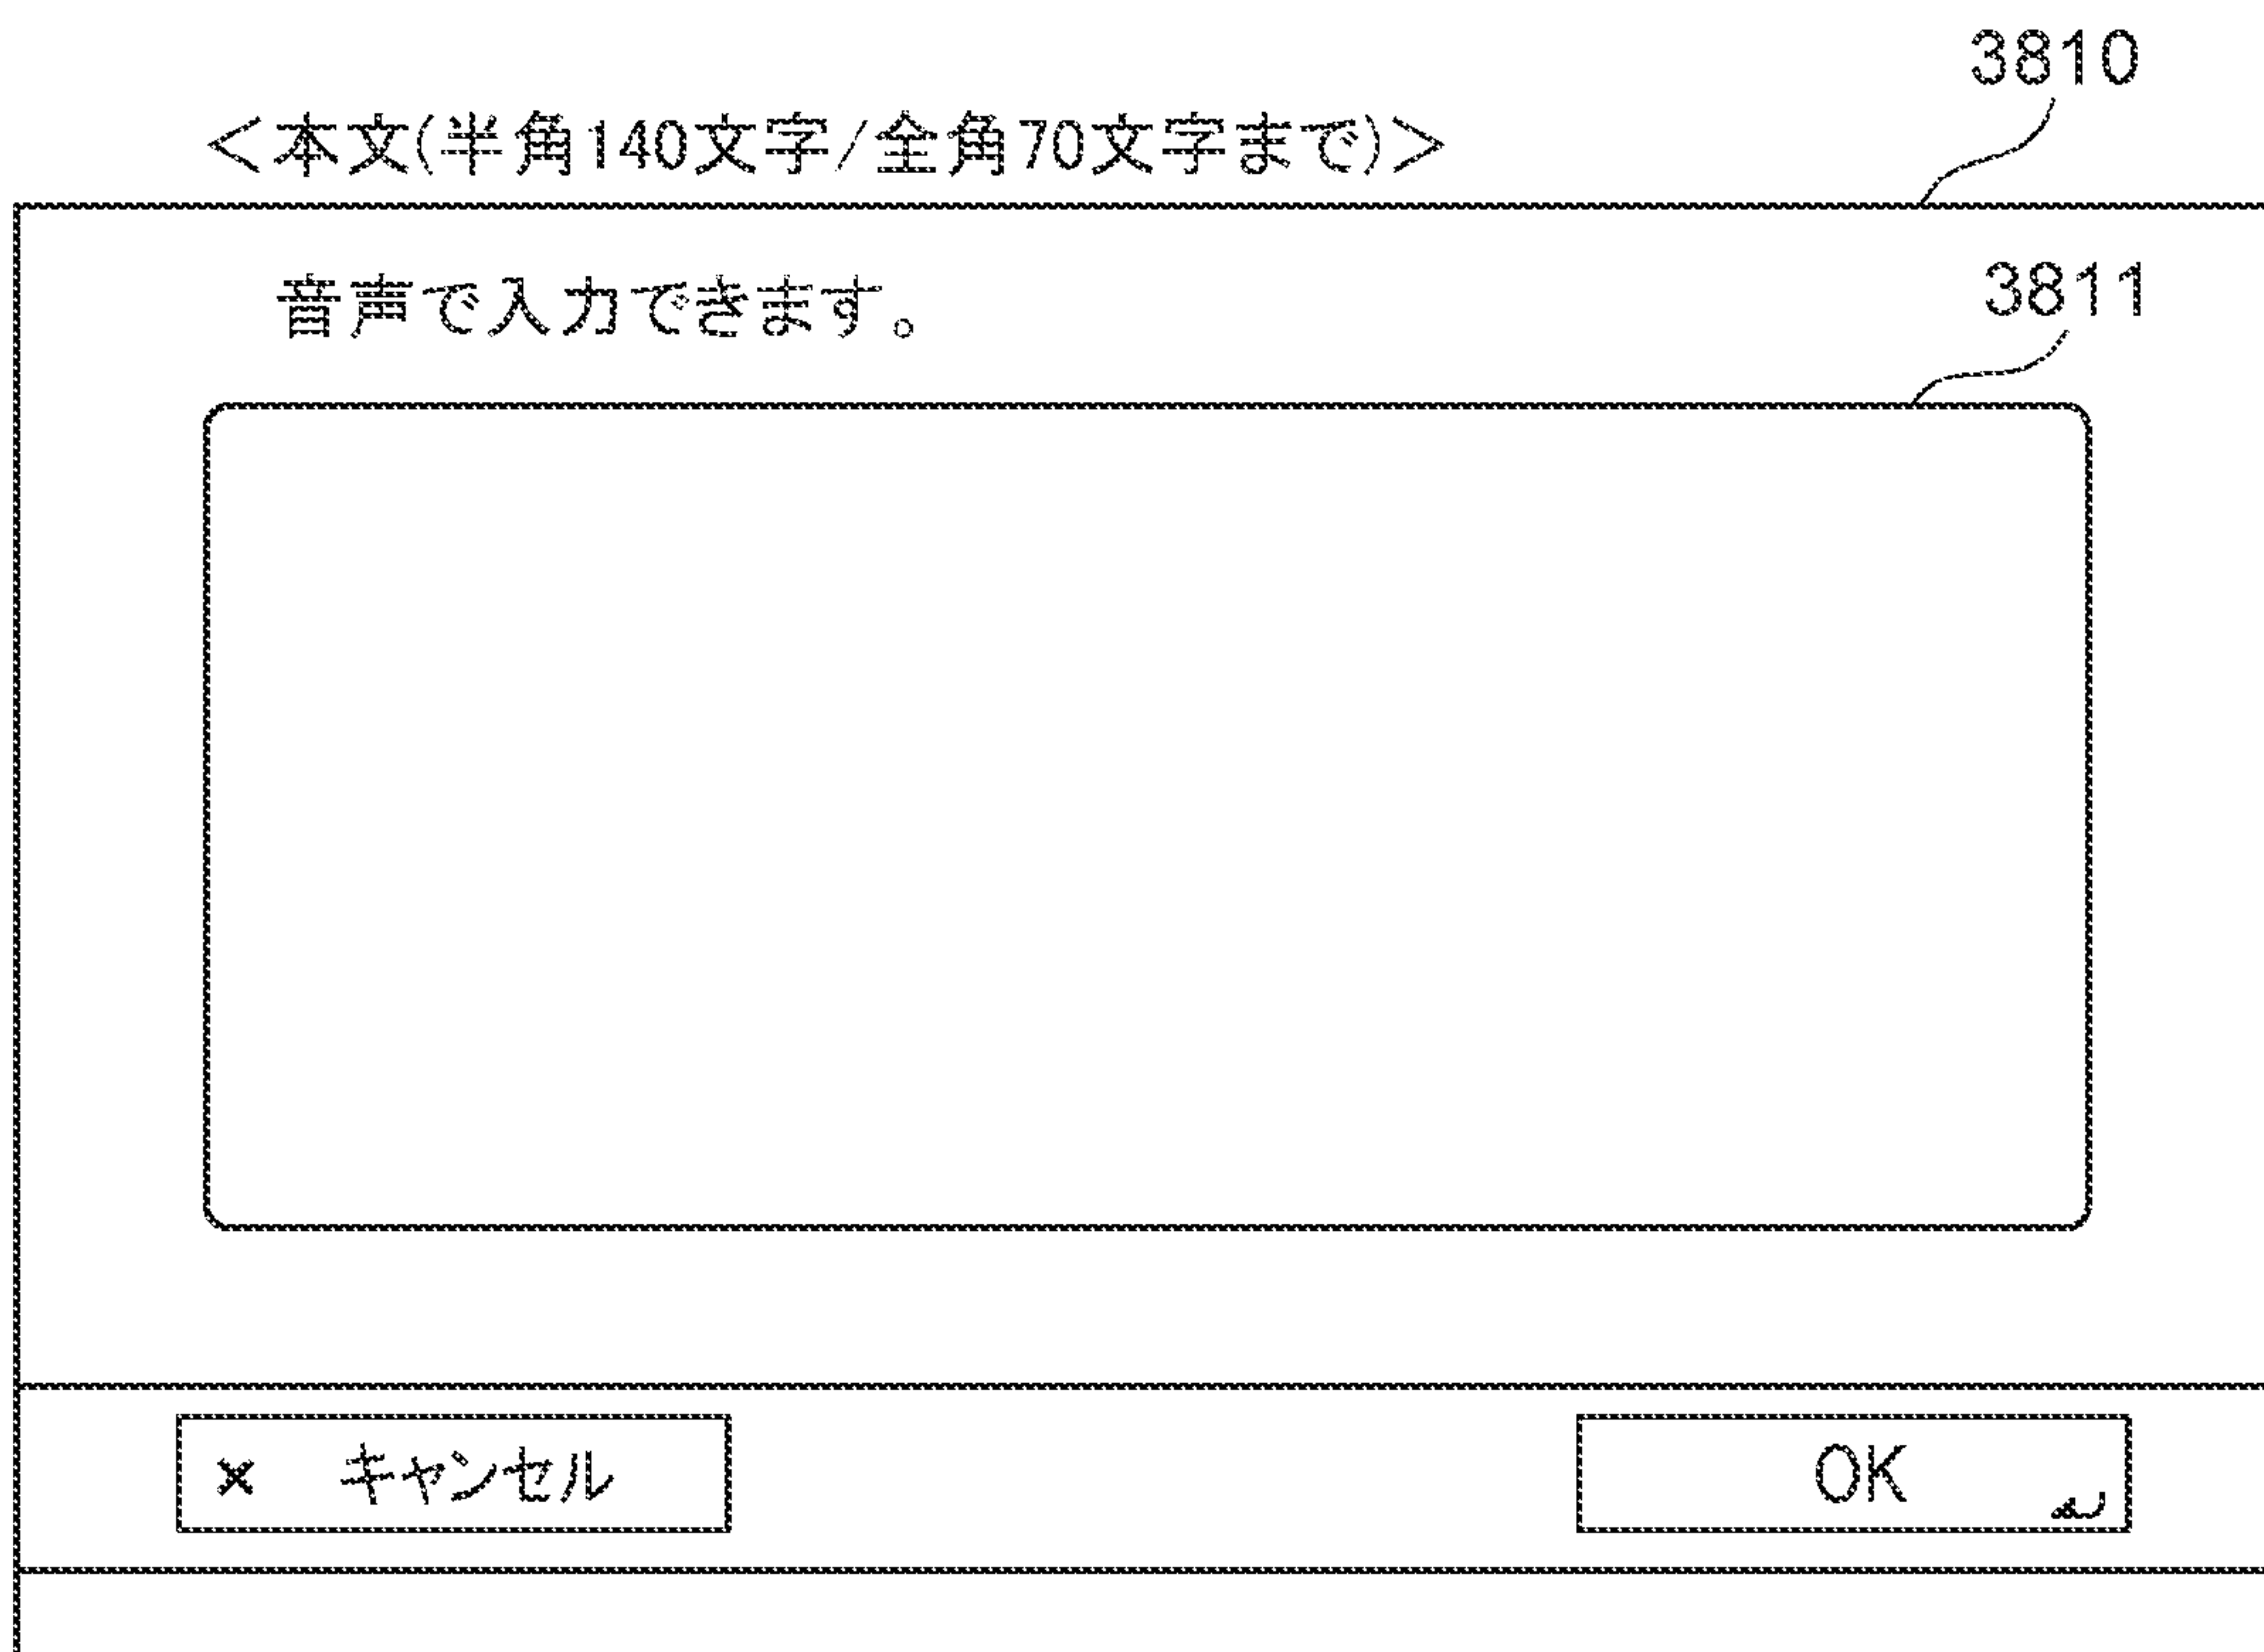 3810
<本文(半角140文字/全角70文字まで)>
音声で入力できます。
3811
× キャンセル
OK